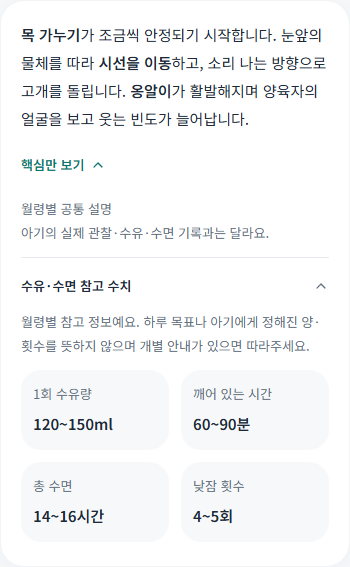 목 가누기가 조금씩 안정되기 시작합니다. 눈앞의
물체를 따라 시선을 이동하고, 소리 나는 방향으로
고개를 돌립니다. 옹알이가 활발해지며 양육자의
얼굴을 보고 웃는 빈도가 늘어납니다.
핵심만 보기
월령별 공통 설명
아기의 실제 관찰·수유·수면 기록과는 달라요.
수유·수면 참고 수치
월령별 참고 정보예요. 하루 목표나 아기에게 정해진 양·
횟수를 뜻하지 않으며 개별 안내가 있으면 따라주세요.
1회 수유량
120~150ml
깨어 있는 시간
60~90분
총 수면
14~16시간
낮잠 횟수
4~5회